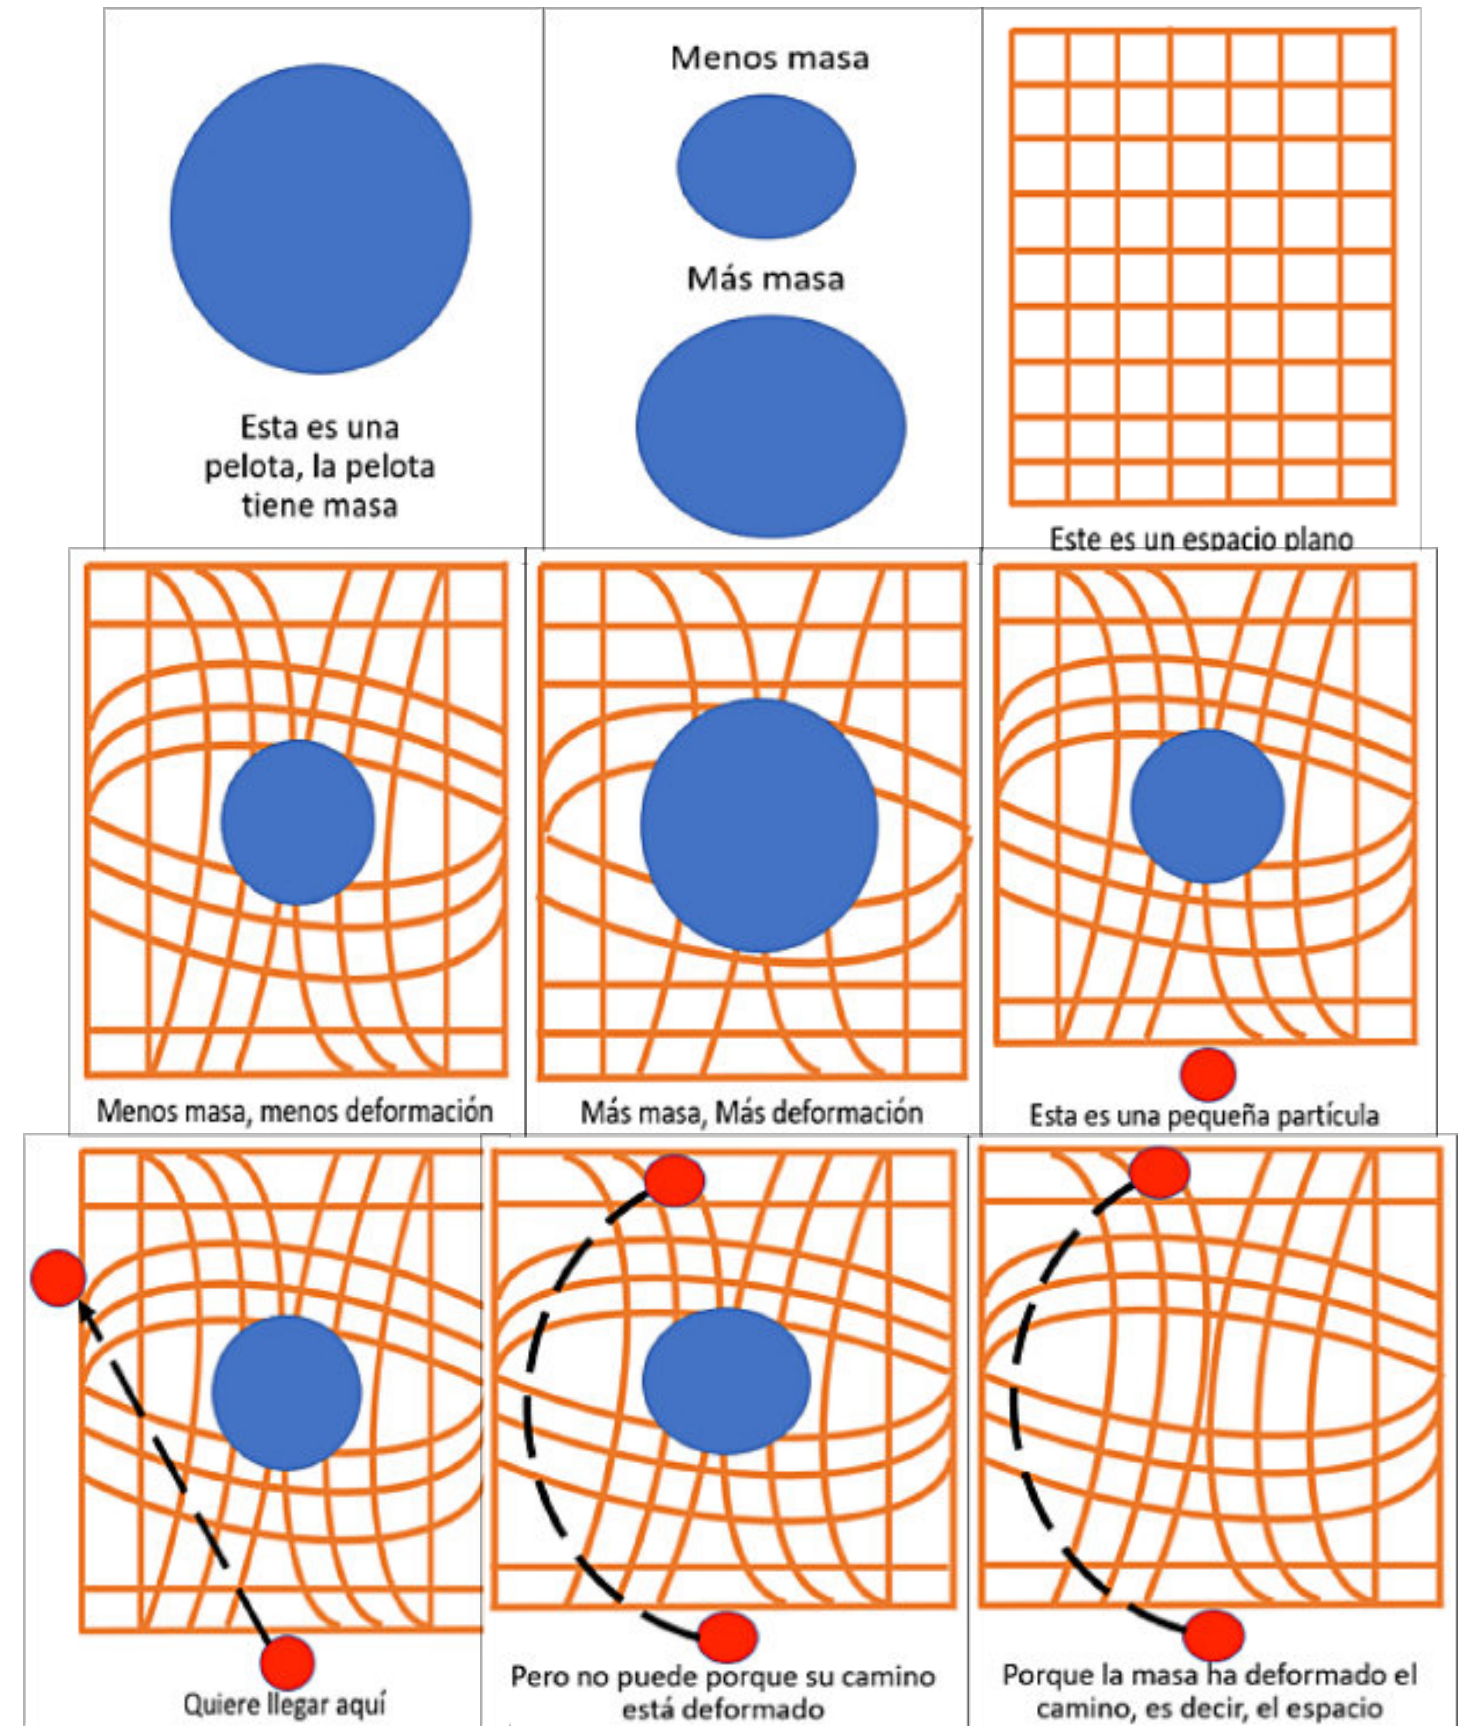 Esta es una
pelota, la pelota
tiene masa
Menos masa
Más masa
Este es un espacio plano
Menos masa, menos deformación
Más masa, Más deformación
Esta es una pequeña partícula
Quiere llegar aquí
Pero no puede porque su camino
está deformado
Porque la masa ha deformado el
camino, es decir, el espacio